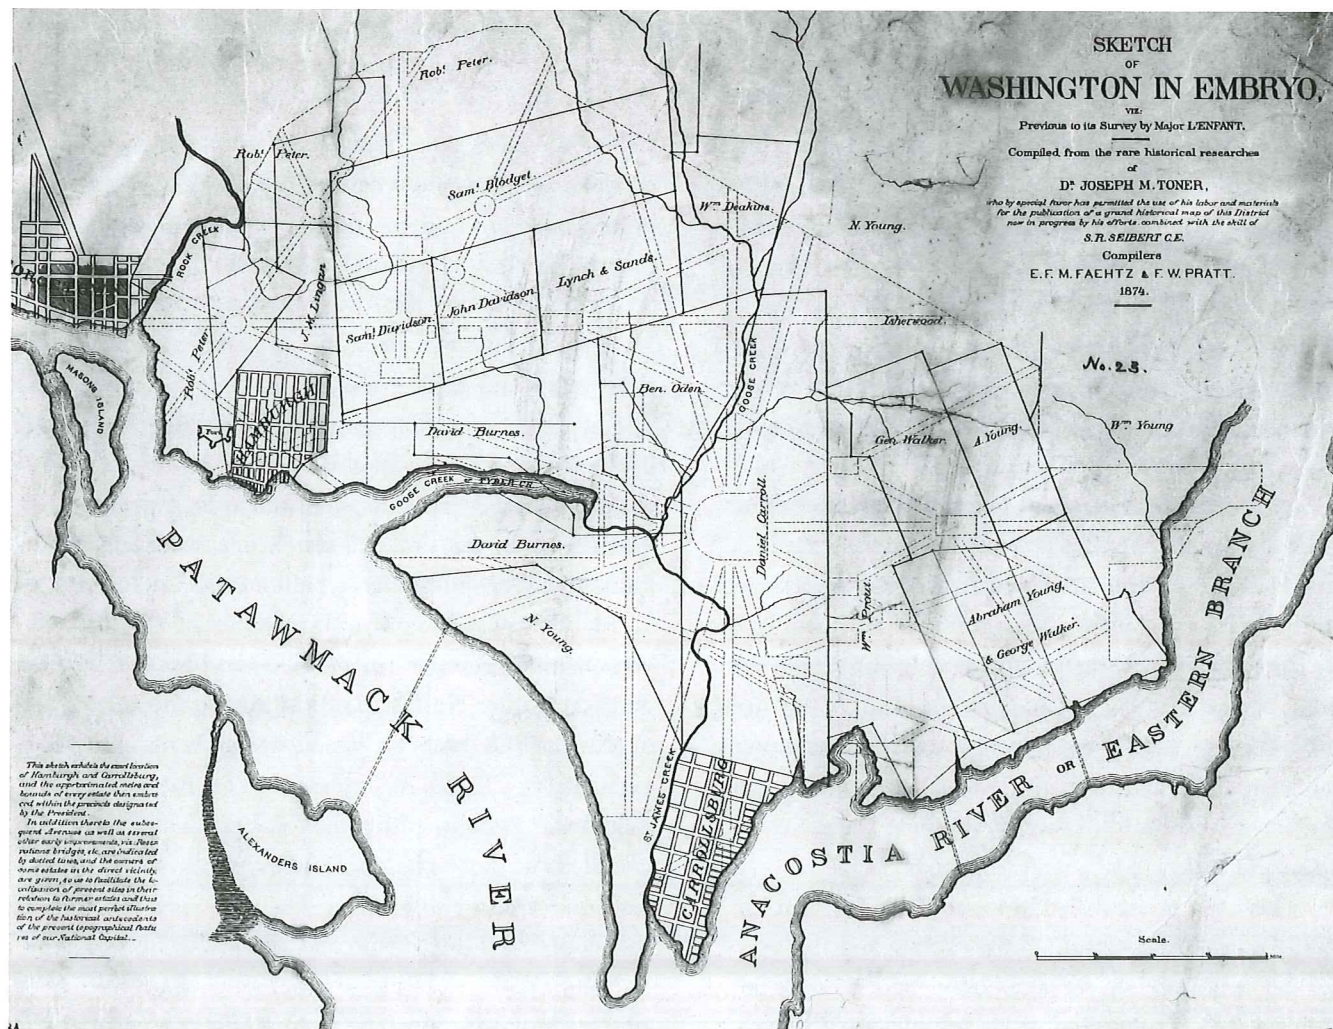 SKETCH
OF
WASHINGTON IN EMBRYO,
VIZ:
Previous to its Survey by Major L'ENFANT.
Compiled from the rare historical researches
of
DR. JOSEPH M. TONER,
who by special favor has permitted the use of his labor and materials
for the publication of a grand historical map of this District
now in progress by his efforts combined with the skill of
S. R. SEIBERT C.E.
Compilers
E. F. M. FAEHTZ & F. W. PRATT.
1874.
No. 23.
Robt. Peter.
Robt. Peter.
Saml. Blodget.
Wm. Deakins.
N. Young.
ROCK CREEK
J. M. Lingan
Saml. Davidson.
John Davidson.
Lynch & Sands.
Isherwood.
Robt. Peter
MASONS ISLAND
HAMBURGH
Fort
GOOSE CREEK
Ben. Oden.
David Burnes.
Genl. Walker.
A. Young.
Wm. Young
GOOSE CREEK or TYBER CR.
David Burnes.
Daniel Carroll
Wm. Prout
N. Young.
Abraham Young,
& George Walker.
PATAWMACK RIVER
ST JAMES CREEK
CARROLLSBURG
ALEXANDERS ISLAND
ANACOSTIA RIVER OR EASTERN BRANCH
This sketch exhibits the exact location
of Hamburgh and Carrollsburg,
and the approximated metes and
bounds of every estate then embra-
ced within the precincts designated
by the President.
In addition thereto the subse-
quent Avenues as well as several
other early improvements, viz: Reser-
vations bridges, etc. are indicated
by dotted lines, and the owners of
some estates in the direct vicinity
are given, so as to facilitate the lo-
calization of present sites in their
relation to former estates and thus
to complete the most perfect illustra-
tion of the historical antecedents
of the present topographical featu-
res of our National Capital.
Scale.